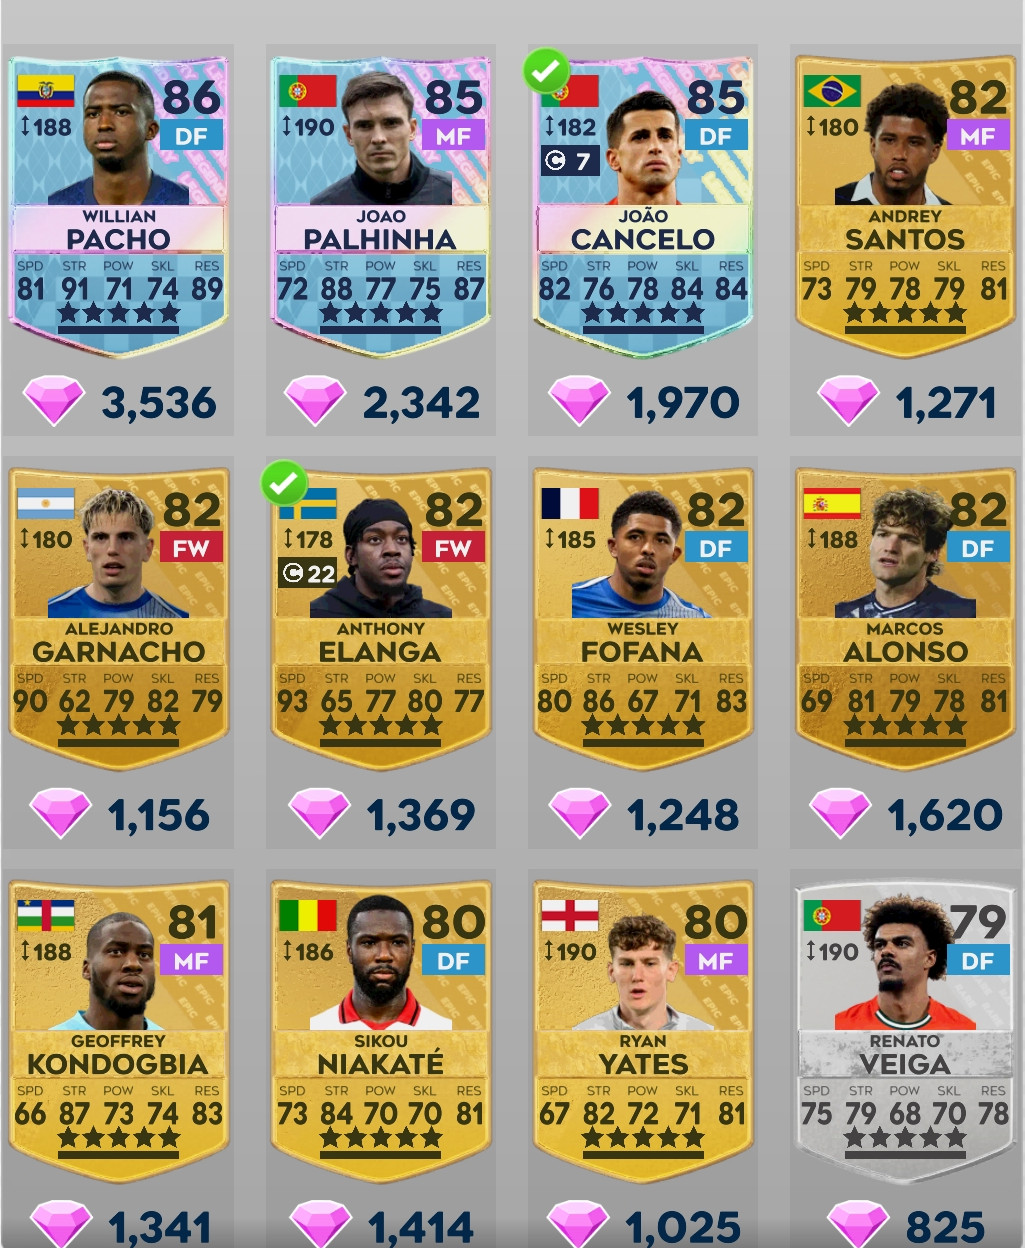 86
188
DF
WILLIAN
PACHO
SPD STR POW SKL RES
81 91 71 74 89
3,536
85
190
MF
JOAO
PALHINHA
SPD STR POW SKL RES
72 88 77 75 87
2,342
85
182
DF
© 7
JOÃO
CANCELO
SPD STR POW SKL RES
82 76 78 84 84
1,970
82
180
MF
ANDREY
SANTOS
SPD STR POW SKL RES
73 79 78 79 81
1,271
82
180
FW
ALEJANDRO
GARNACHO
SPD STR POW SKL RES
90 62 79 82 79
1,156
82
178
FW
© 22
ANTHONY
ELANGA
SPD STR POW SKL RES
93 65 77 80 77
1,369
82
185
DF
WESLEY
FOFANA
SPD STR POW SKL RES
80 86 67 71 83
1,248
82
188
DF
MARCOS
ALONSO
SPD STR POW SKL RES
69 81 79 78 81
1,620
81
188
MF
GEOFFREY
KONDOGBIA
SPD STR POW SKL RES
66 87 73 74 83
1,341
80
186
DF
SIKOU
NIAKATÉ
SPD STR POW SKL RES
73 84 70 70 81
1,414
80
190
MF
RYAN
YATES
SPD STR POW SKL RES
67 82 72 71 81
1,025
79
190
DF
RENATO
VEIGA
SPD STR POW SKL RES
75 79 68 70 78
825